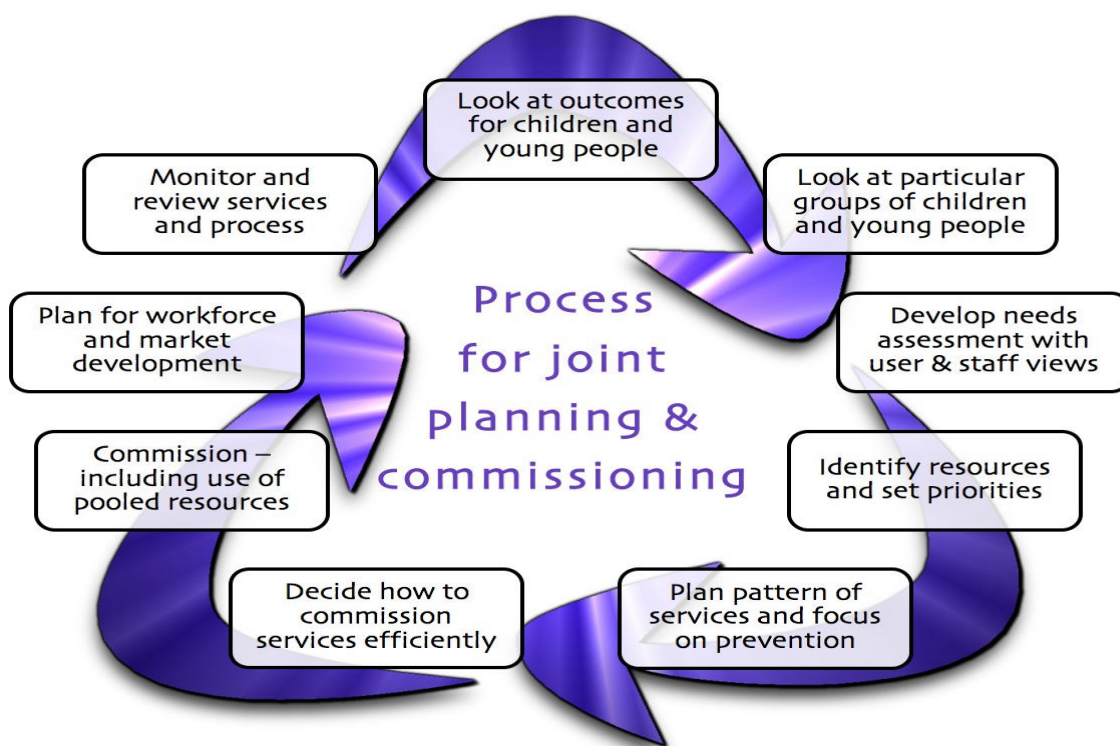 Look at outcomes
for children and
young people
Look at particular
groups of children
and young people
Develop needs
assessment with
user & staff views
Identify resources
and set priorities
Plan pattern of
services and focus
on prevention
Decide how to
commission
services efficiently
Commission –
including use of
pooled resources
Plan for workforce
and market
development
Monitor and
review services
and process
Process
for joint
planning &
commissioning